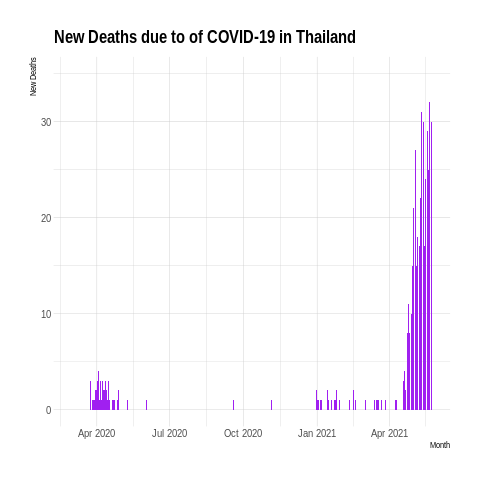 New Deaths due to of COVID-19 in Thailand
New Deaths
30
20
10
0
Apr 2020 Jul 2020 Oct 2020 Jan 2021 Apr 2021
Month